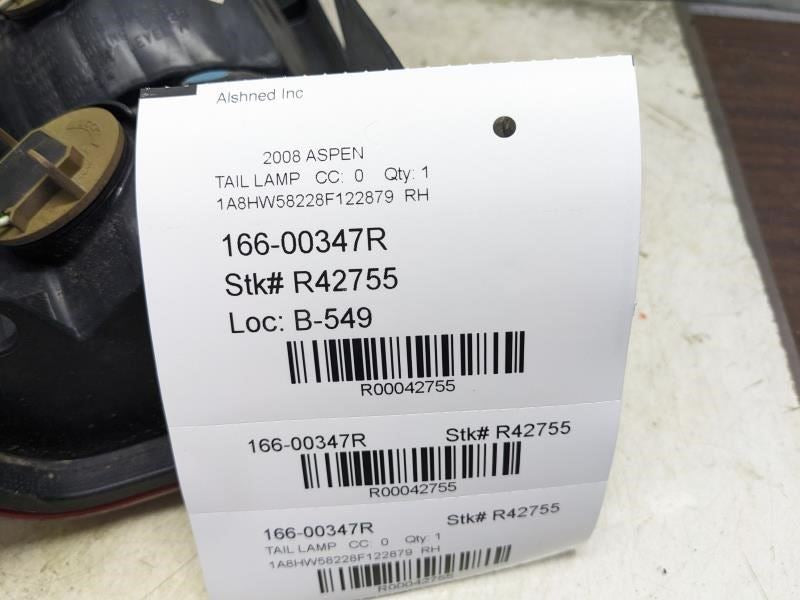 Alshned Inc
2008 ASPEN
TAIL LAMP CC: 0 Qty: 1
1A8HW58228F122879 RH
166-00347R
Stk# R42755
Loc: B-549
R00042755
166-00347R Stk# R42755
R00042755
166-00347R Stk# R42755
TAIL LAMP CC: 0 Qty: 1
1A8HW58228F122879 RH
R00042755